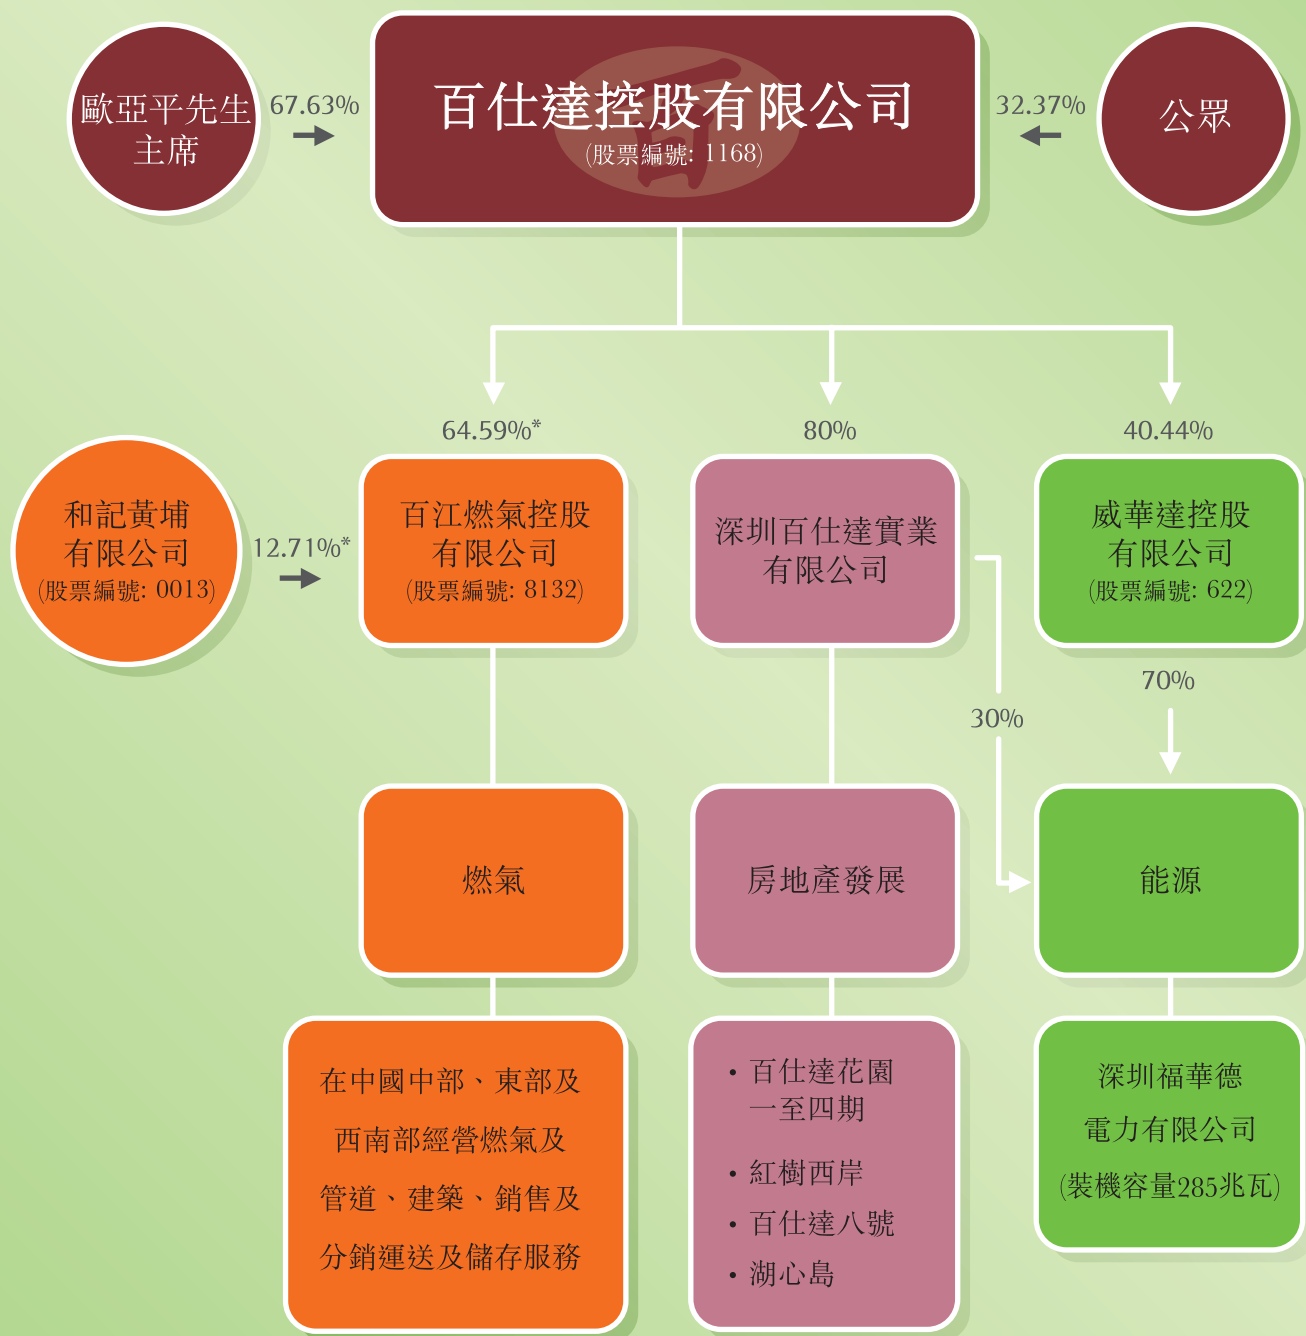 歐亞平先生
主席
67.63%
百仕達控股有限公司
(股票編號: 1168)
32.37%
公眾
64.59%*
80%
40.44%
和記黃埔
有限公司
(股票編號: 0013)
12.71%*
百江燃氣控股
有限公司
(股票編號: 8132)
深圳百仕達實業
有限公司
威華達控股
有限公司
(股票編號: 622)
30%
70%
燃氣
房地產發展
能源
在中國中部、東部及
西南部經營燃氣及
管道、建築、銷售及
分銷運送及儲存服務
• 百仕達花園
一至四期
• 紅樹西岸
• 百仕達八號
• 湖心島
深圳福華德
電力有限公司
(裝機容量285兆瓦)